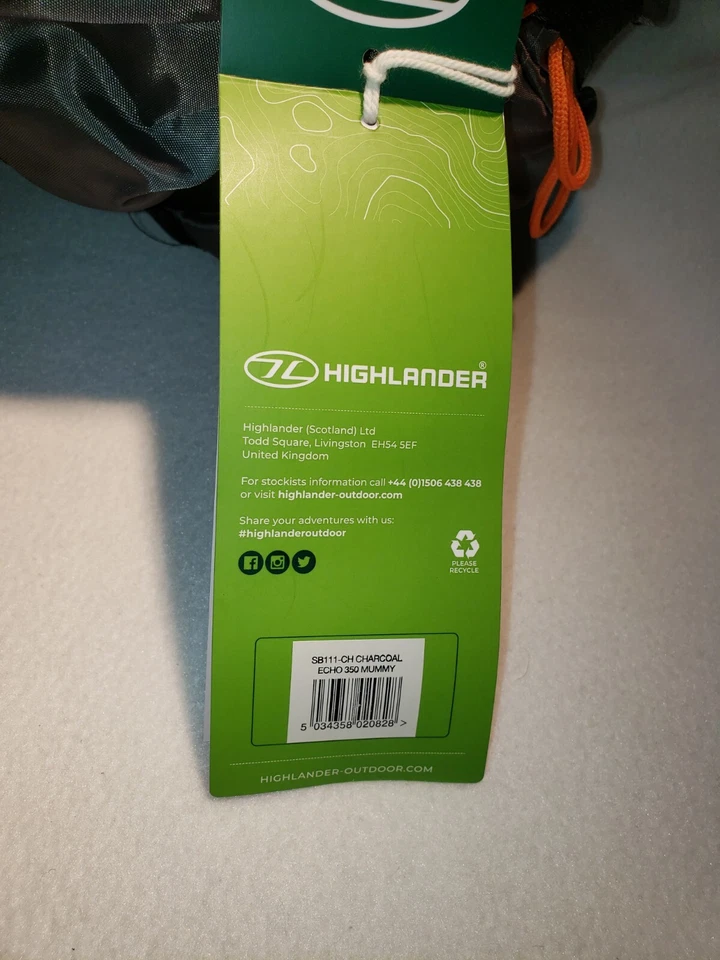 HIGHLANDER®
Highlander (Scotland) Ltd
Todd Square, Livingston EH54 5EF
United Kingdom
For stockists information call +44 (0)1506 438 438
or visit highlander-outdoor.com
Share your adventures with us:
#highlanderoutdoor
PLEASE
RECYCLE
SB111-CH CHARCOAL
ECHO 350 MUMMY
5 034358 020828 >
HIGHLANDER-OUTDOOR.COM